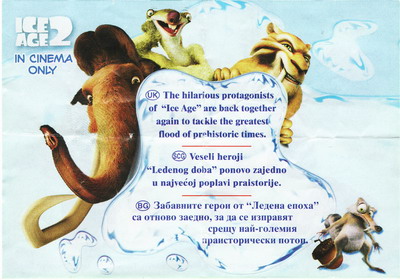 ICE
AGE 2
IN CINEMA
ONLY
UK The hilarious protagonists
of "Ice Age" are back together
again to tackle the greatest
flood of prehistoric times.
SCG Veseli heroji
"Ledenog doba" ponovo zajedno
u najvećoj poplavi praistorije.
BG Забавните герои от "Ледена епоха"
са отново заедно, за да се изправят
срещу най-големия
праисторически потоп.